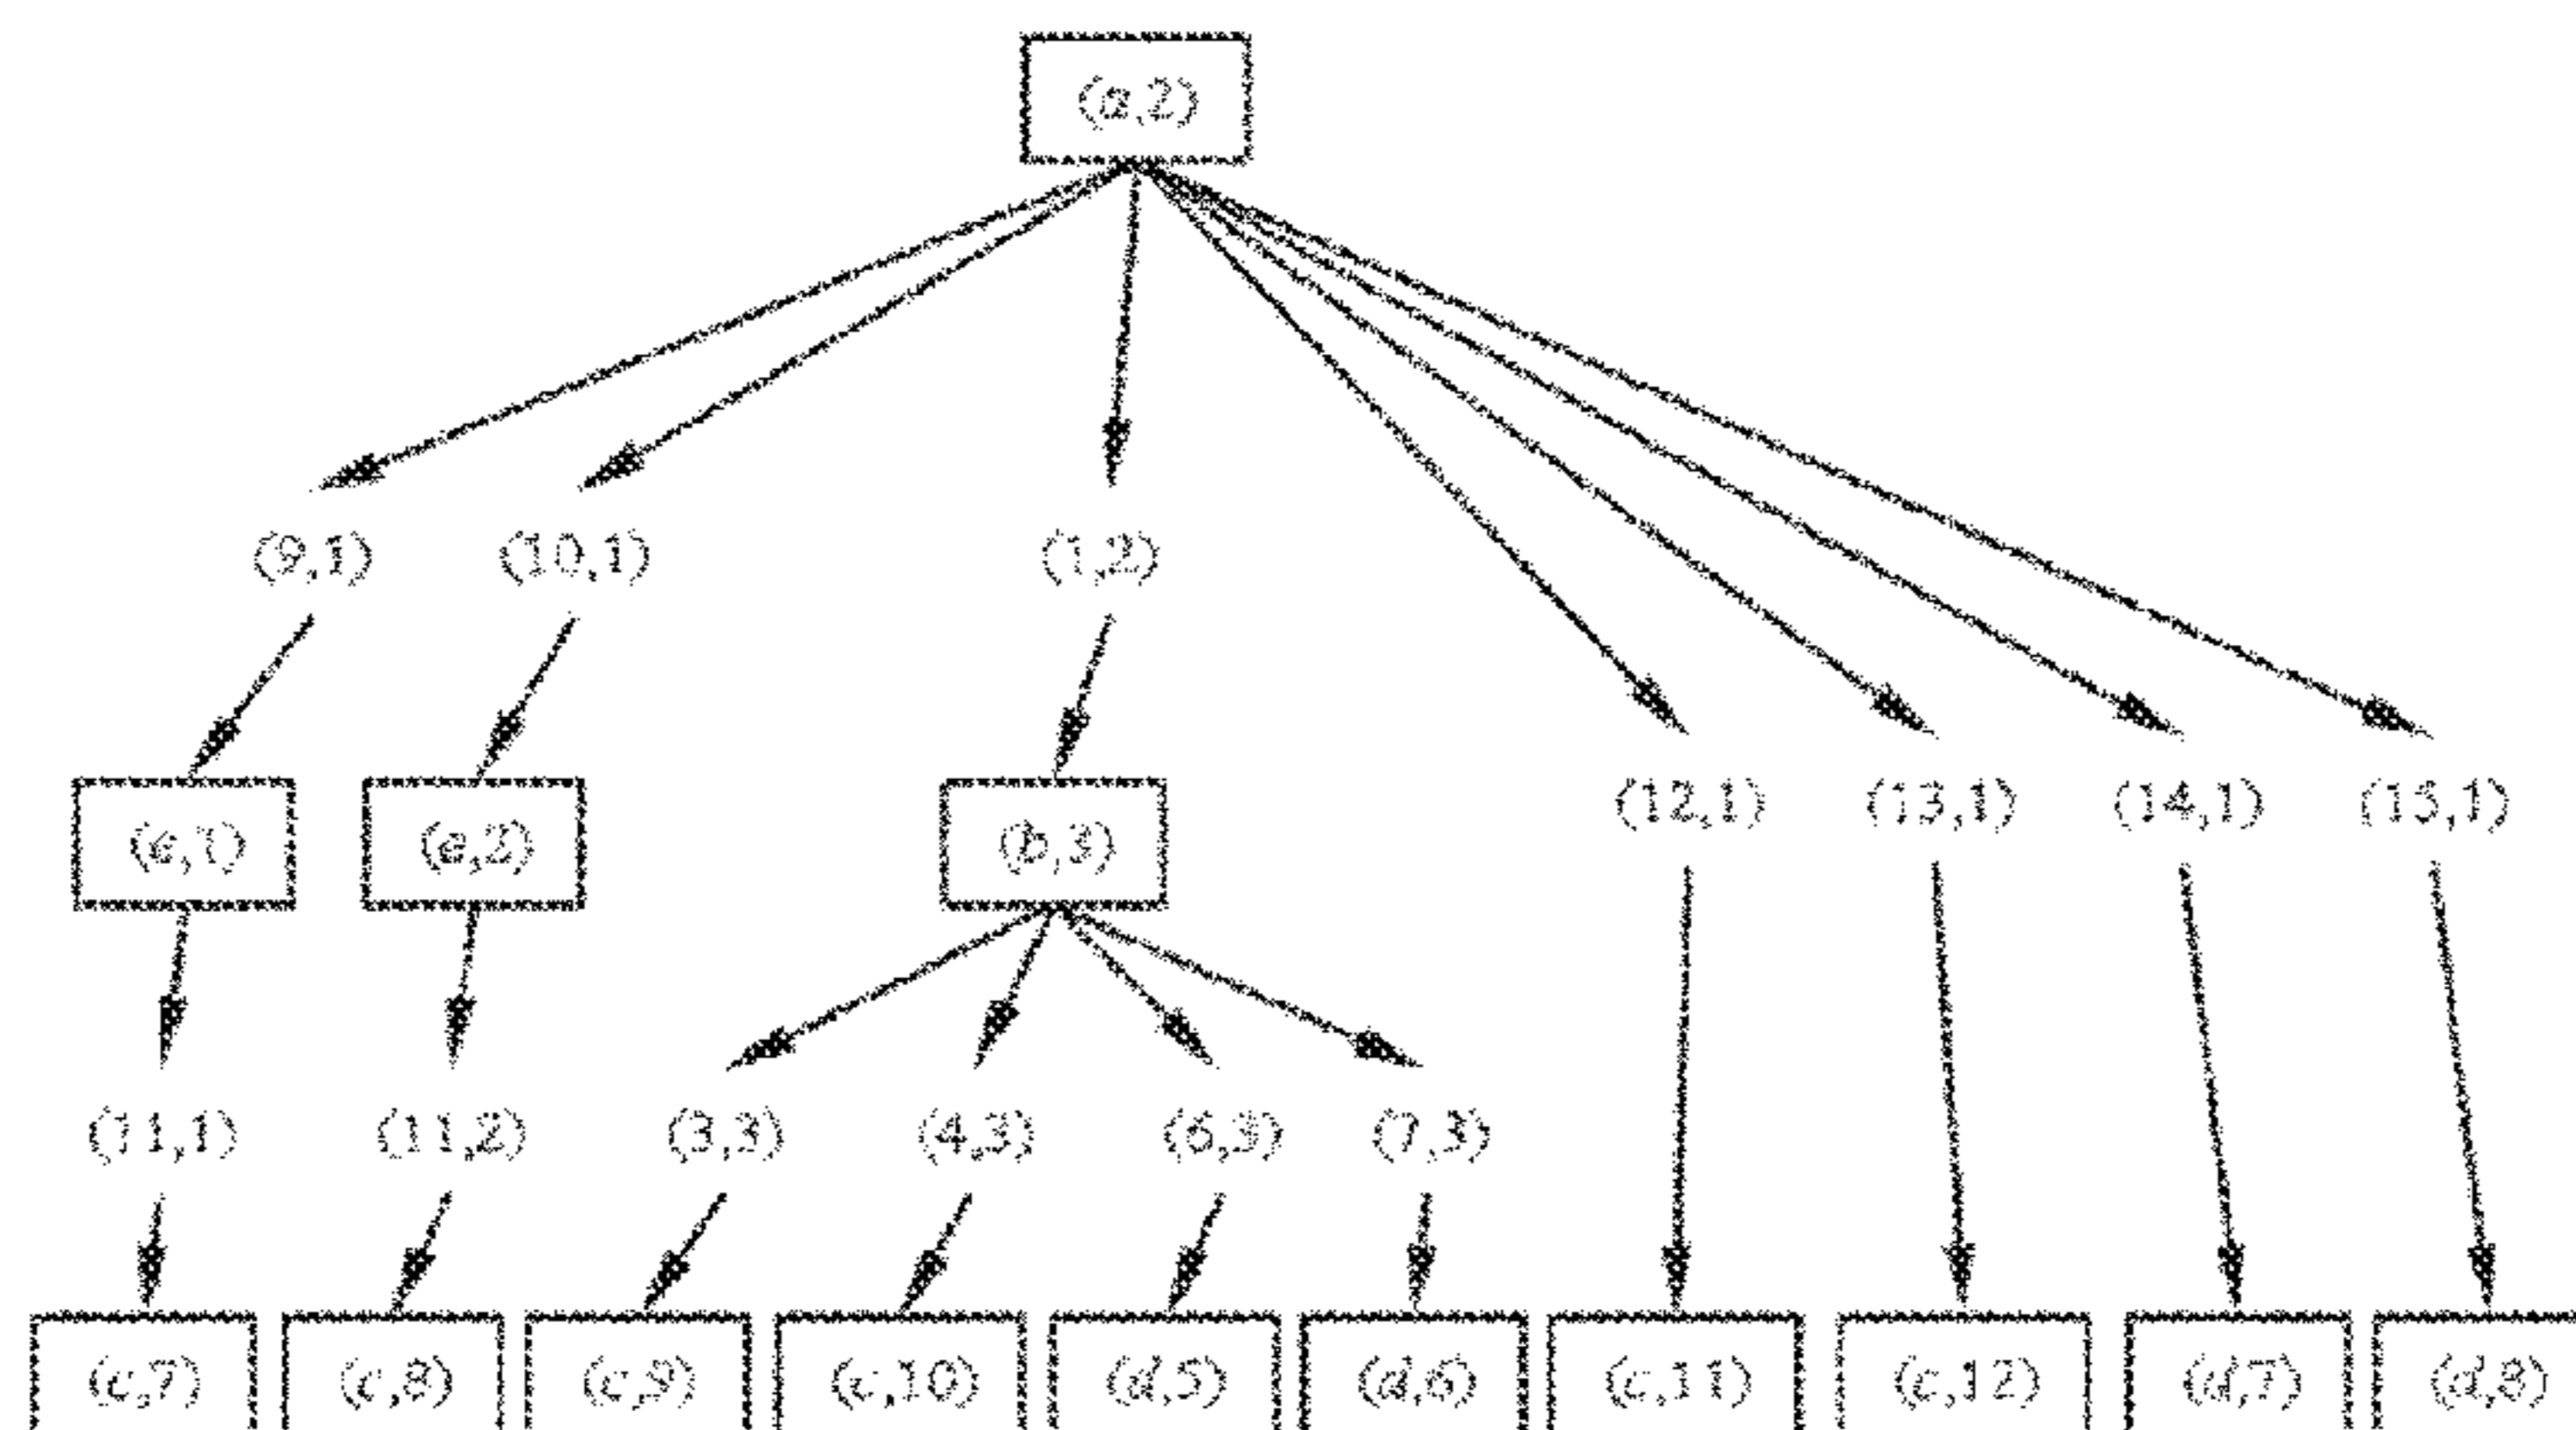 (a,2)
(9,1) (10,1) (1,2)
(12,1) (13,1) (14,1) (15,1)
(e,1) (e,2) (b,3)
(11,1) (11,2) (3,3) (4,3) (6,3) (7,3)
(c,7) (c,8) (c,9) (c,10) (d,5) (d,6) (c,11) (c,12) (d,7) (d,8)